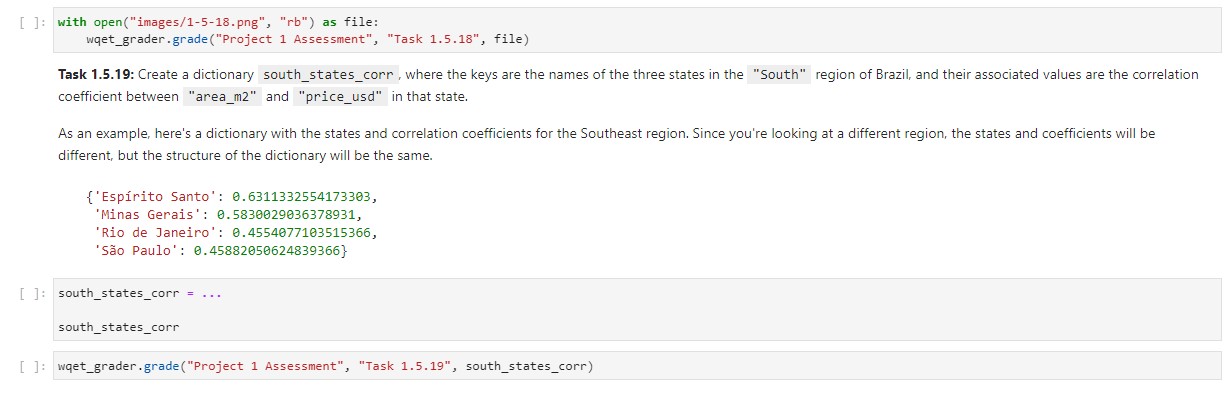 [ ]: with open("images/1-5-18.png", "rb") as file:
wqet_grader.grade("Project 1 Assessment", "Task 1.5.18", file)
Task 1.5.19: Create a dictionary south_states_corr, where the keys are the names of the three states in the "South" region of Brazil, and their associated values are the correlation
coefficient between "area_m2" and "price_usd" in that state.
As an example, here's a dictionary with the states and correlation coefficients for the Southeast region. Since you're looking at a different region, the states and coefficients will be
different, but the structure of the dictionary will be the same.
{'Espírito Santo': 0.6311332554173303,
'Minas Gerais': 0.5830029036378931,
'Rio de Janeiro': 0.4554077103515366,
'São Paulo': 0.45882050624839366}
[ ]: south_states_corr = ...
south_states_corr
[ ]: wqet_grader.grade("Project 1 Assessment", "Task 1.5.19", south_states_corr)